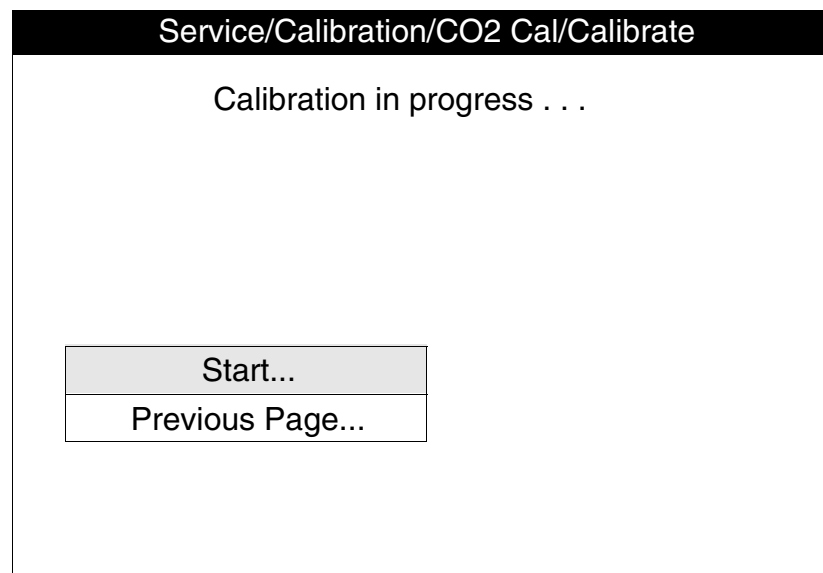 Service/Calibration/CO2 Cal/Calibrate
Calibration in progress . . .
Start...
Previous Page...